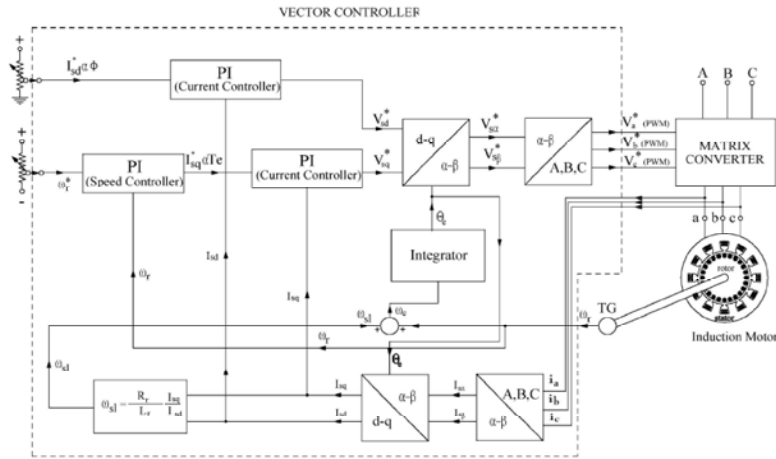 VECTOR CONTROLLER
+
I*sd α Φ
PI
(Current Controller)
A B C
V*sd
V*sα
V*a (PWM)
V*b (PWM)
V*c (PWM)
MATRIX
CONVERTER
+
-
ω*r
PI
(Speed Controller)
I*sq αTe
PI
(Current Controller)
V*sq
d-q
α-β
V*sβ
α-β
A,B,C
θe
Integrator
a b c
rotor
stator
Induction Motor
TG
ωr
ωr
Isd
Isq
ωsl
ωe
+ +
ωr
θe
ωsl
ωsl = Rr/Lr Isq/Isd
Isq
Isd
α-β
d-q
Isα
Isβ
A,B,C
α-β
ia
ib
ic